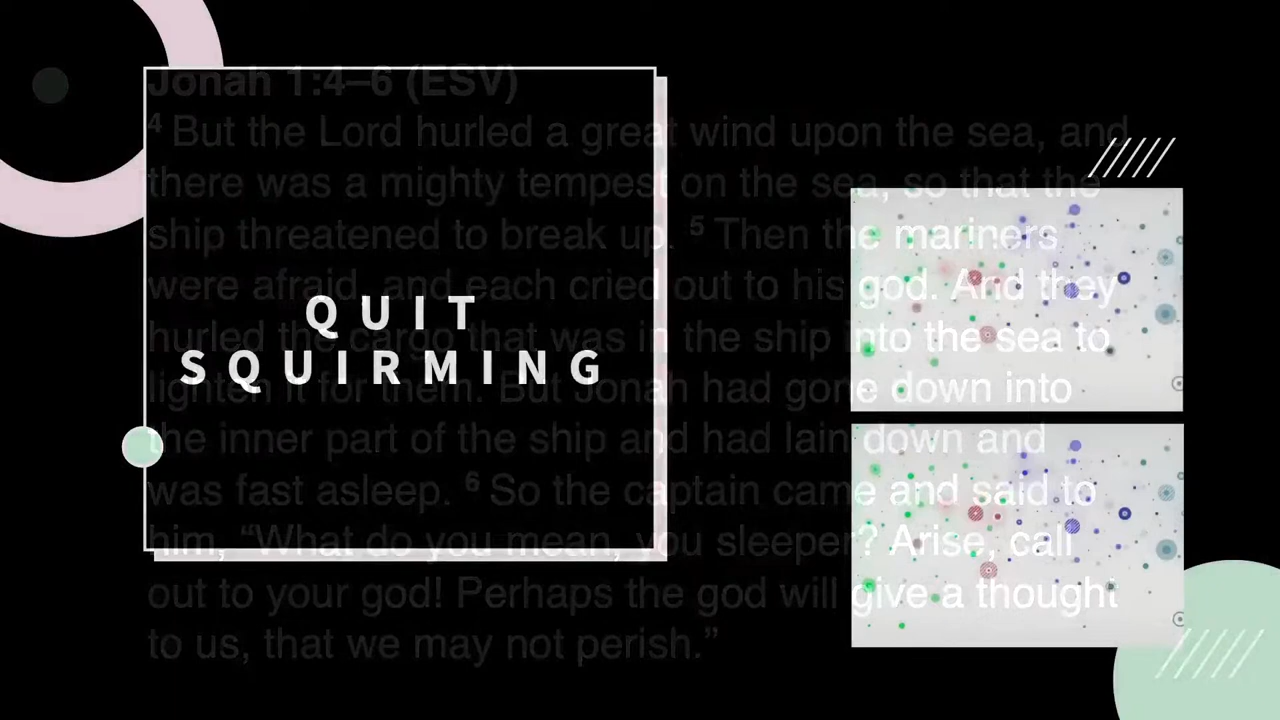 Jonah 1:4–6 (ESV)
4 But the Lord hurled a great wind upon the sea, and
there was a mighty tempest on the sea, so that the
ship threatened to break up. 5 Then the mariners
were afraid, and each cried out to his god. And they
hurled the cargo that was in the ship into the sea to
lighten it for them. But Jonah had gone down into
the inner part of the ship and had lain down and
was fast asleep. 6 So the captain came and said to
him, “What do you mean, you sleeper? Arise, call
out to your god! Perhaps the god will give a thought
to us, that we may not perish.”
QUIT
SQUIRMING